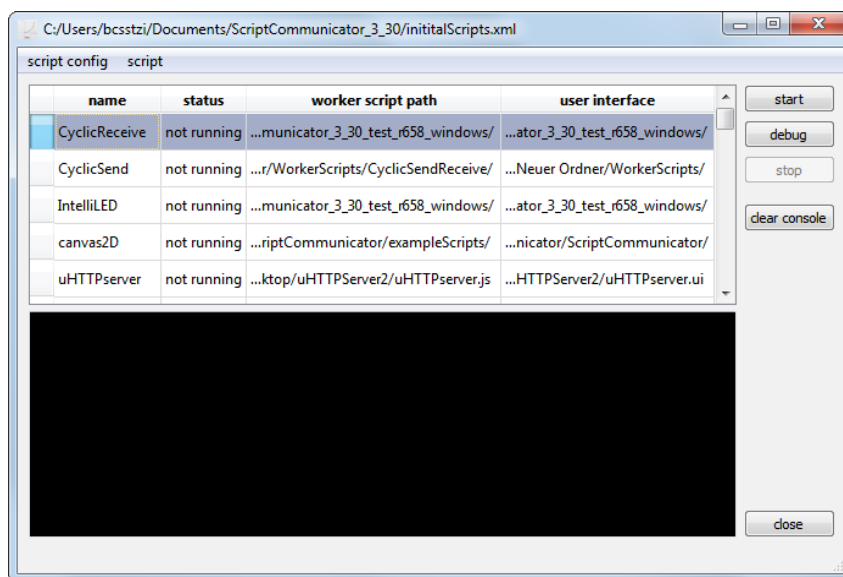 C:/Users/bcsstzi/Documents/ScriptCommunicator_3_30/inititalScripts.xml
script config script
name status worker script path user interface
start
CyclicReceive not running ...municator_3_30_test_r658_windows/ ...ator_3_30_test_r658_windows/
debug
CyclicSend not running ...r/WorkerScripts/CyclicSendReceive/ ...Neuer Ordner/WorkerScripts/
stop
IntelliLED not running ...municator_3_30_test_r658_windows/ ...ator_3_30_test_r658_windows/
clear console
canvas2D not running ...riptCommunicator/exampleScripts/ ...nicator/ScriptCommunicator/
uHTTPserver not running ...ktop/uHTTPServer2/uHTTPserver.js ...HTTPServer2/uHTTPserver.ui
close